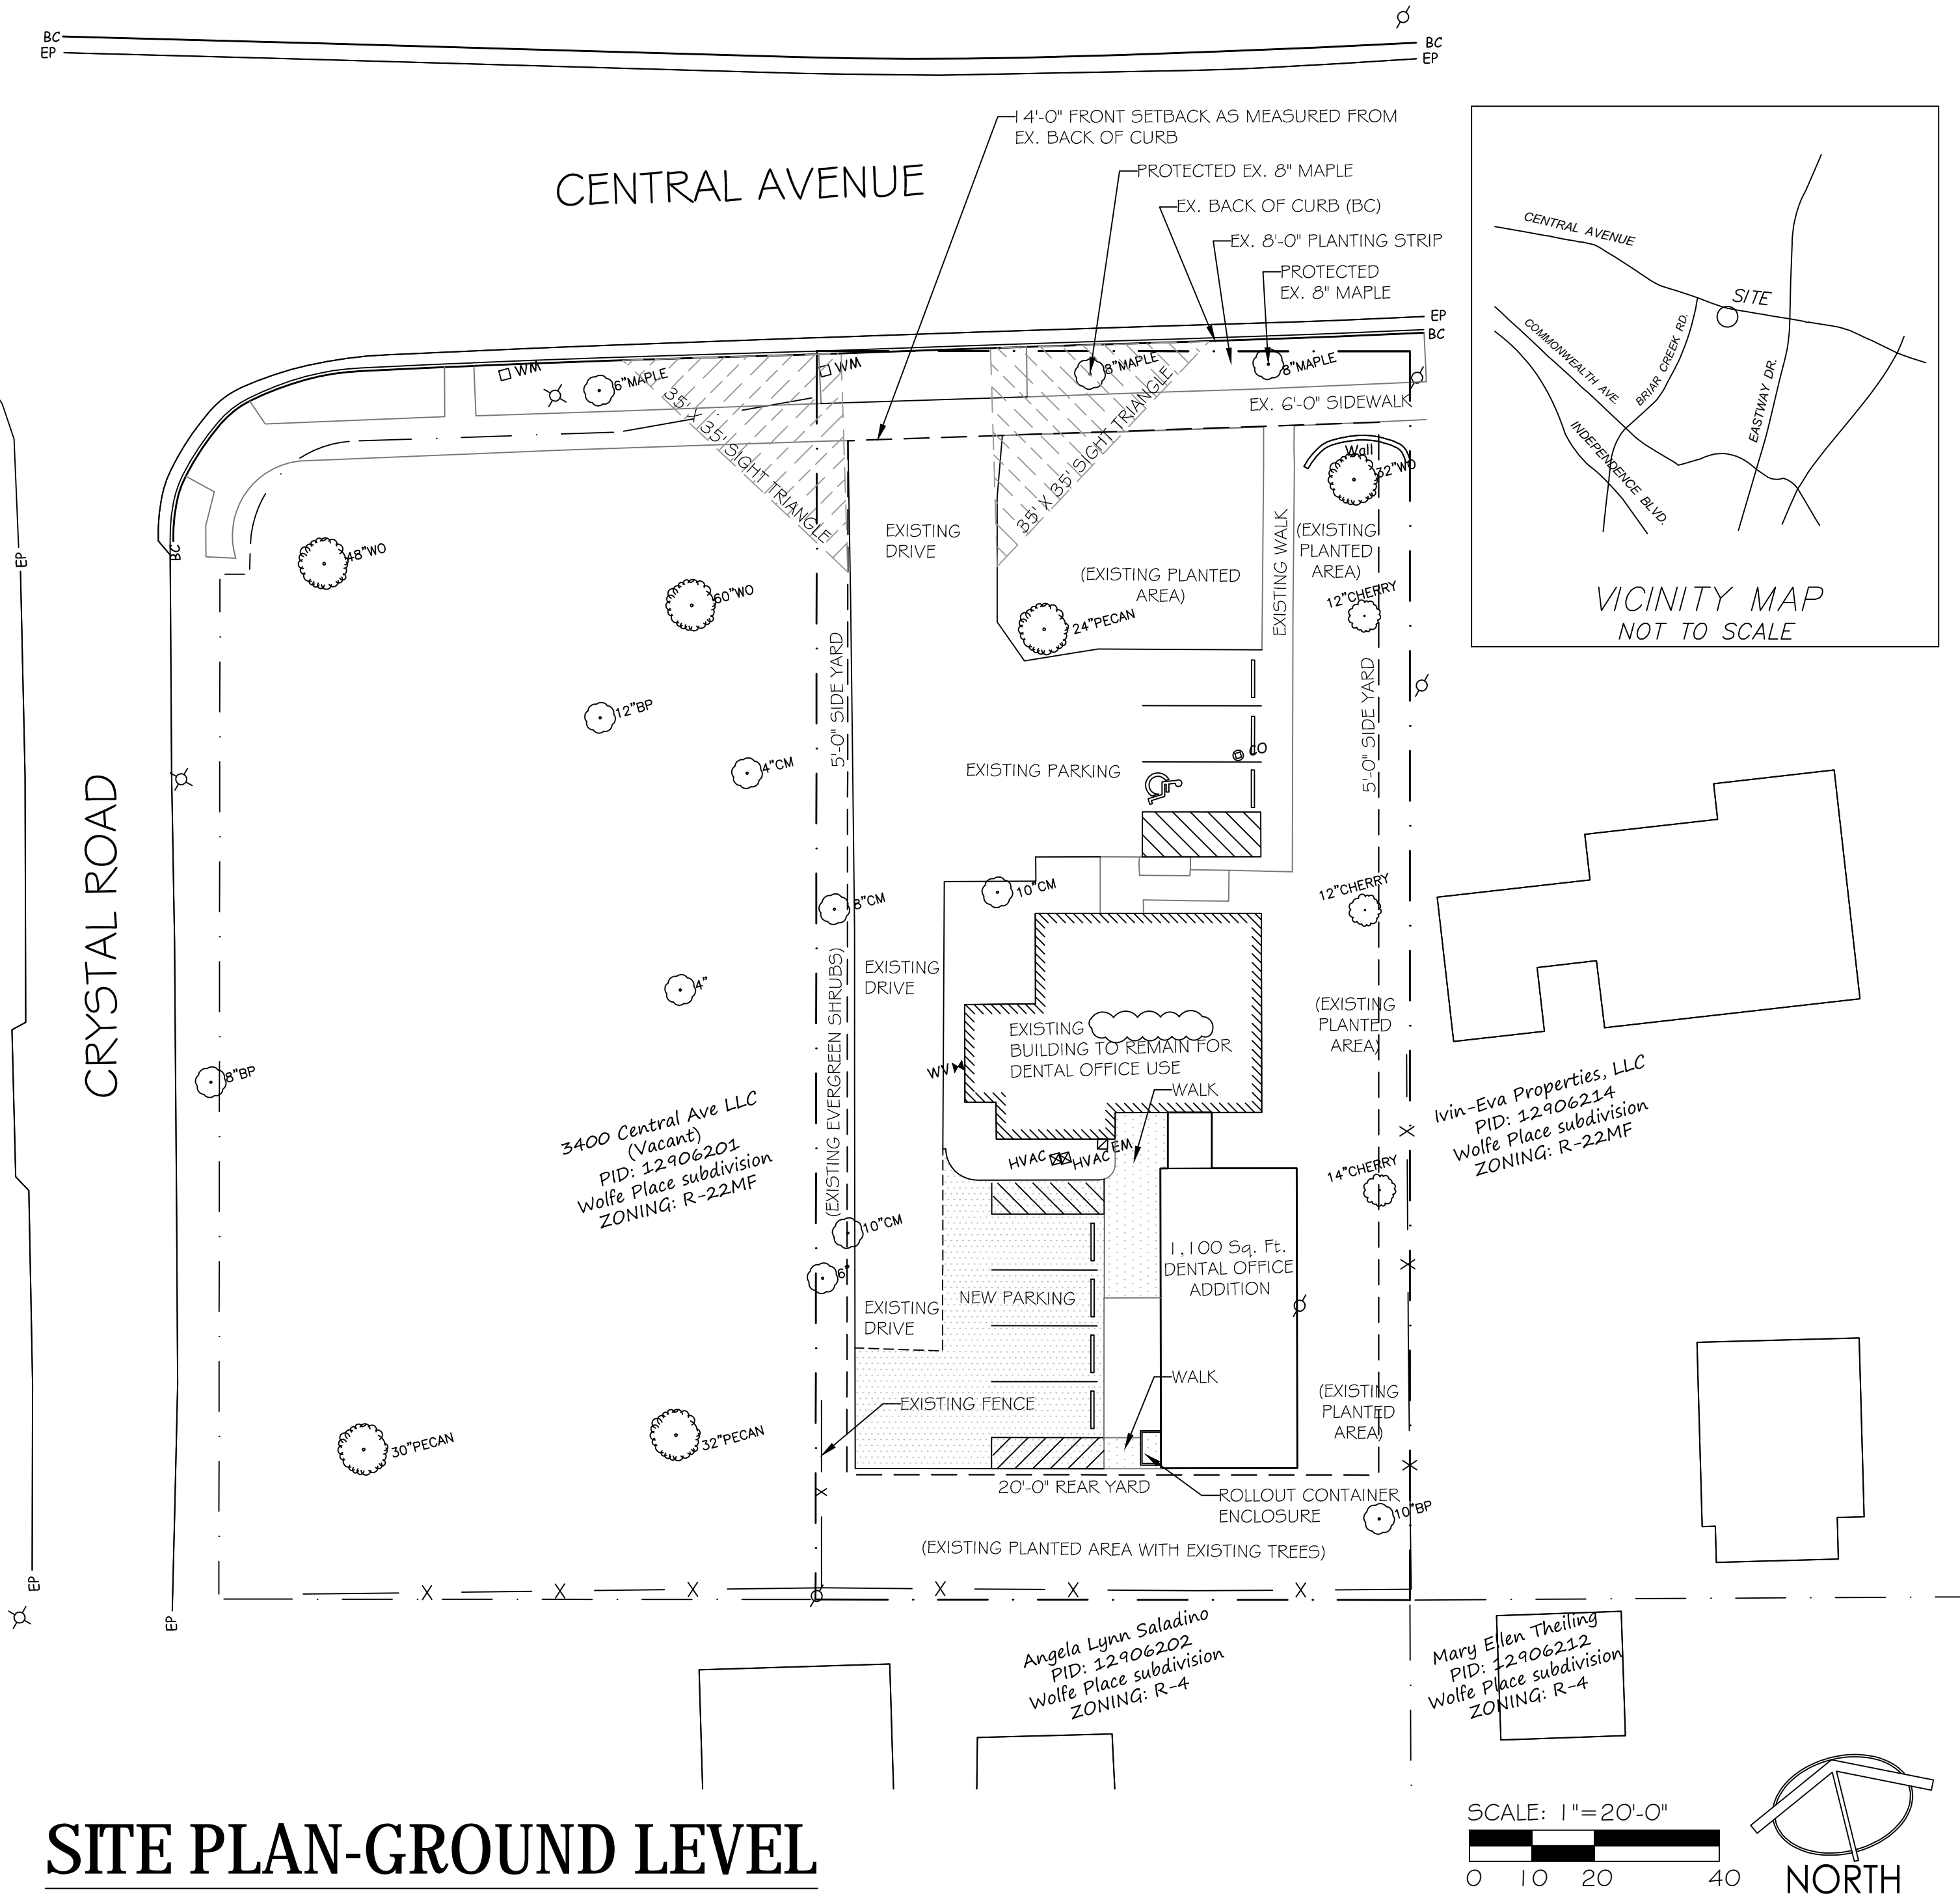 BC
EP
BC
EP
CENTRAL AVENUE
14'-0" FRONT SETBACK AS MEASURED FROM
EX. BACK OF CURB
PROTECTED EX. 8" MAPLE
EX. BACK OF CURB (BC)
EX. 8'-0" PLANTING STRIP
PROTECTED
EX. 8" MAPLE
EP
BC
CENTRAL AVENUE
SITE
COMMONWEALTH AVE.
BRIAR CREEK RD.
EASTWAY DR.
INDEPENDENCE BLVD.
VICINITY MAP
NOT TO SCALE
WM
6"MAPLE
WM
8"MAPLE
8"MAPLE
35' X 35' SIGHT TRIANGLE
35' X 35' SIGHT TRIANGLE
EX. 6'-0" SIDEWALK
Wall
32"WO
BC
EP
48"WO
60"WO
EXISTING
DRIVE
(EXISTING PLANTED
AREA)
EXISTING WALK
(EXISTING
PLANTED
AREA)
12"CHERRY
24"PECAN
5'-0" SIDE YARD
5'-0" SIDE YARD
12"BP
4"CM
EXISTING PARKING
CO
CRYSTAL ROAD
8"CM
10"CM
12"CHERRY
4"
EXISTING
DRIVE
(EXISTING EVERGREEN SHRUBS)
EXISTING
BUILDING TO REMAIN FOR
DENTAL OFFICE USE
(EXISTING
PLANTED
AREA)
WV
WALK
8"BP
3400 Central Ave LLC
(Vacant)
PID: 12906201
Wolfe Place subdivision
ZONING: R-22MF
Ivin-Eva Properties, LLC
PID: 12906214
Wolfe Place subdivision
ZONING: R-22MF
HVAC
HVAC
EM
14"CHERRY
10"CM
6"
1,100 Sq. Ft.
DENTAL OFFICE
ADDITION
NEW PARKING
EXISTING
DRIVE
WALK
EXISTING FENCE
(EXISTING
PLANTED
AREA)
30"PECAN
32"PECAN
20'-0" REAR YARD
ROLLOUT CONTAINER
ENCLOSURE
10"BP
(EXISTING PLANTED AREA WITH EXISTING TREES)
EP
EP
Angela Lynn Saladino
PID: 12906202
Wolfe Place subdivision
ZONING: R-4
Mary Ellen Theiling
PID: 12906212
Wolfe Place subdivision
ZONING: R-4
SITE PLAN-GROUND LEVEL
SCALE: 1"=20'-0"
0 10 20 40
NORTH